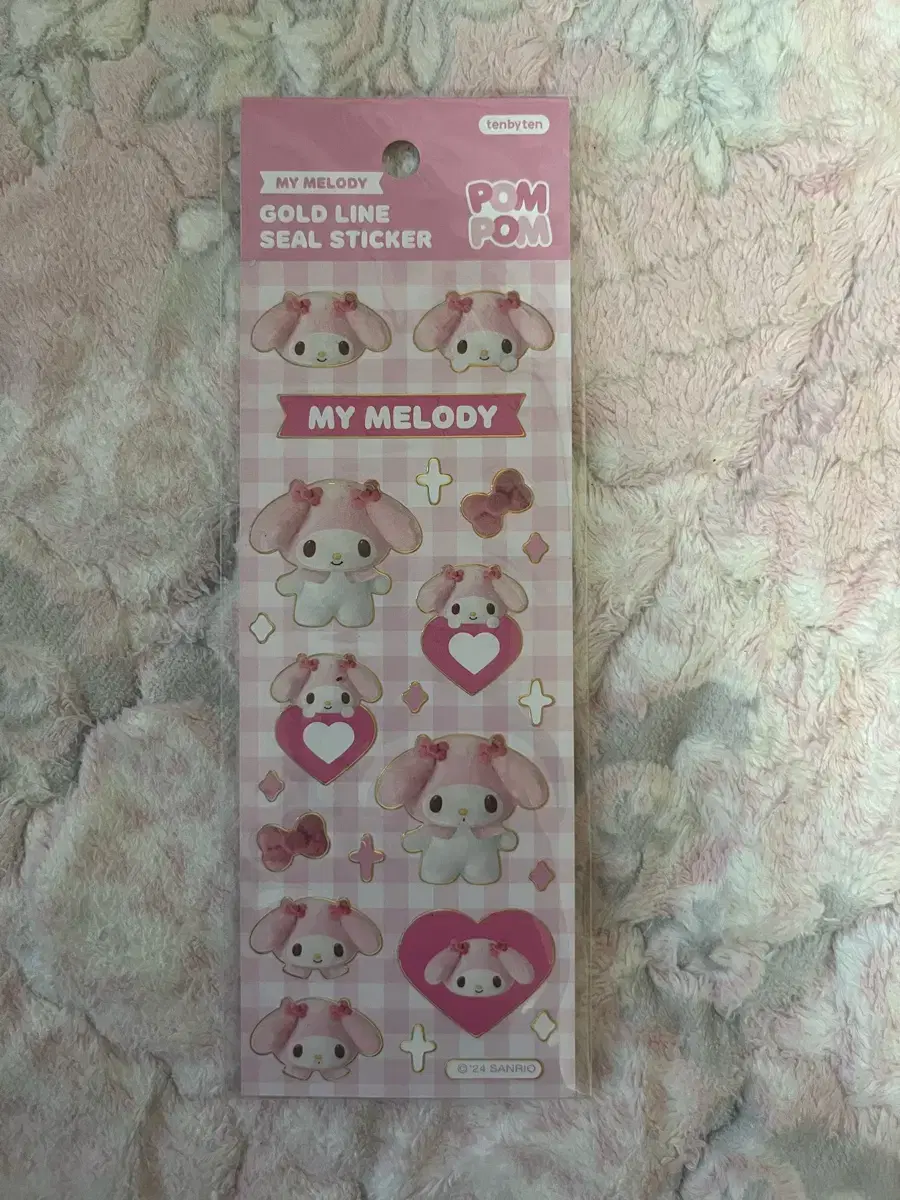 tenbyten
MY MELODY
GOLD LINE
SEAL STICKER
POM
POM
MY MELODY
©'24 SANRIO